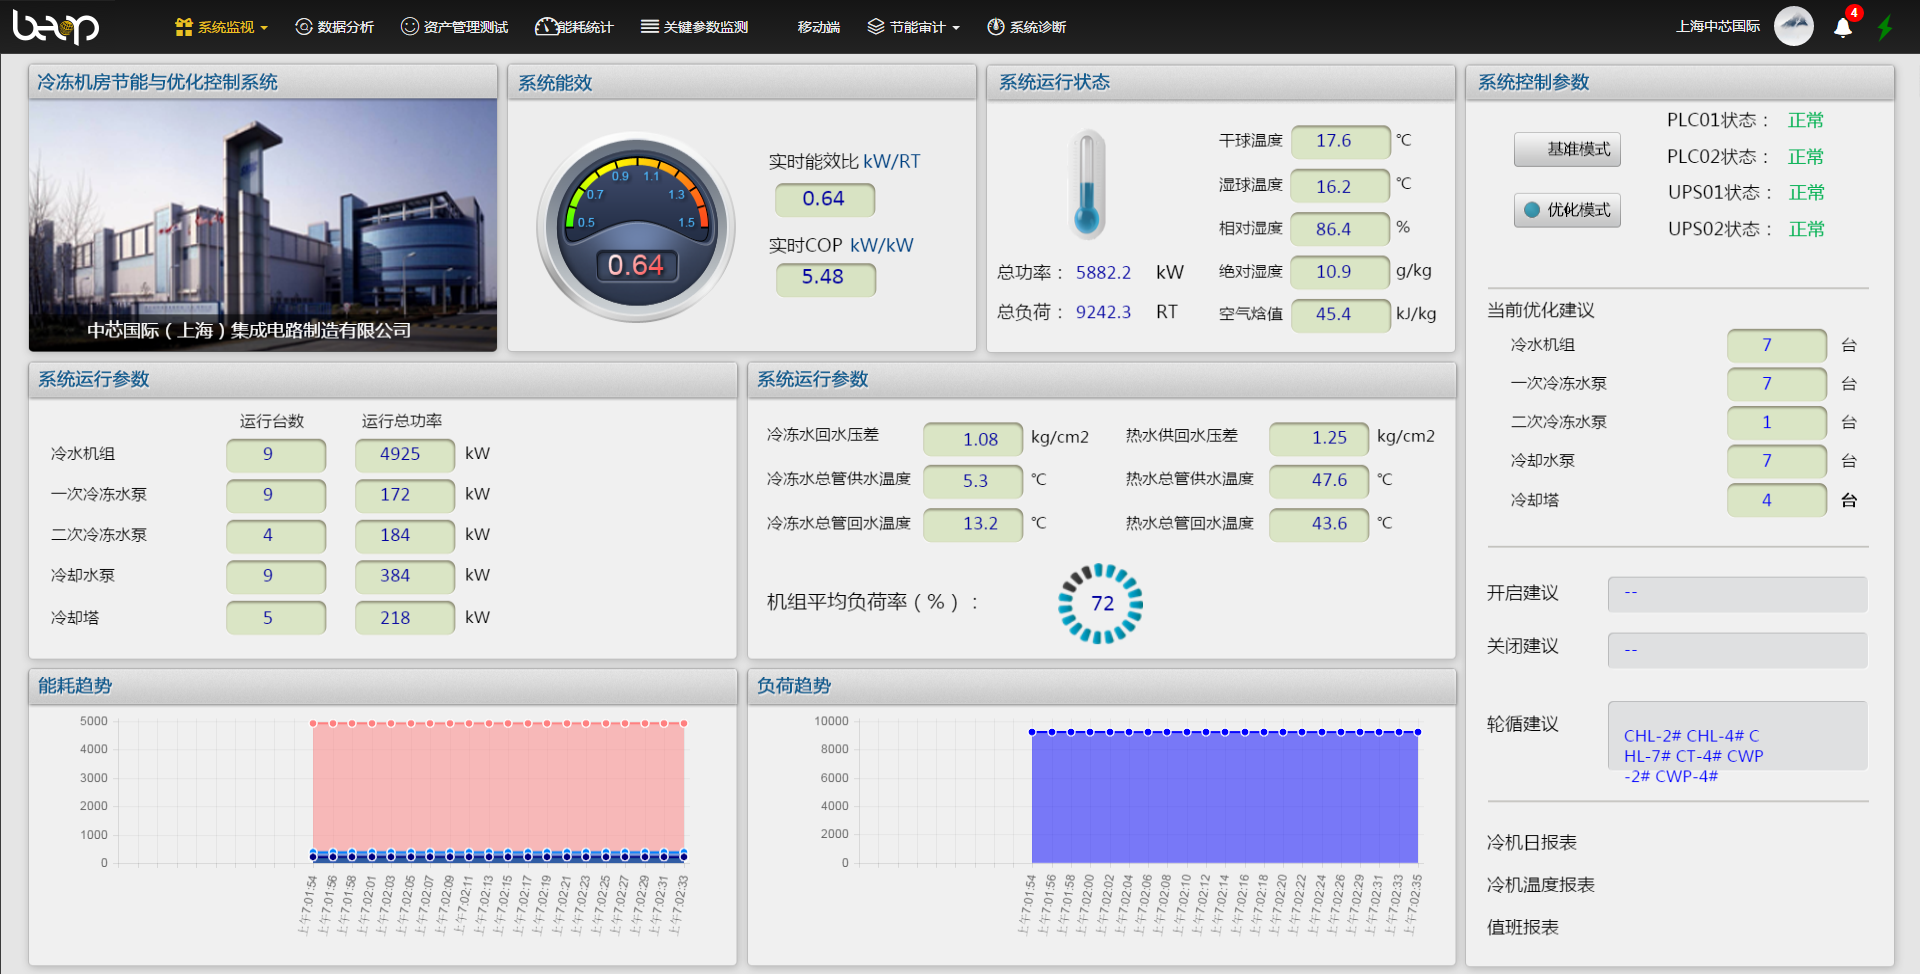 系统监视
数据分析
资产管理测试
能耗统计
关键参数监测
移动端
节能审计
系统诊断
上海中芯国际
4
冷冻机房节能与优化控制系统
中芯国际（上海）集成电路制造有限公司
系统能效
0.5
0.7
0.9
1.1
1.3
1.5
0.64
实时能效比 kW/RT
0.64
实时COP kW/kW
5.48
系统运行状态
总功率： 5882.2 kW
总负荷： 9242.3 RT
干球温度 17.6 ℃
湿球温度 16.2 ℃
相对湿度 86.4 %
绝对湿度 10.9 g/kg
空气焓值 45.4 kJ/kg
系统控制参数
基准模式
优化模式
PLC01状态： 正常
PLC02状态： 正常
UPS01状态： 正常
UPS02状态： 正常
当前优化建议
冷水机组 7 台
一次冷冻水泵 7 台
二次冷冻水泵 1 台
冷却水泵 7 台
冷却塔 4 台
开启建议 --
关闭建议 --
轮循建议
CHL-2# CHL-4# C
HL-7# CT-4# CWP
-2# CWP-4#
冷机日报表
冷机温度报表
值班报表
系统运行参数
运行台数 运行总功率
冷水机组 9 4925 kW
一次冷冻水泵 9 172 kW
二次冷冻水泵 4 184 kW
冷却水泵 9 384 kW
冷却塔 5 218 kW
系统运行参数
冷冻水回水压差 1.08 kg/cm2 热水供回水压差 1.25 kg/cm2
冷冻水总管供水温度 5.3 ℃ 热水总管供水温度 47.6 ℃
冷冻水总管回水温度 13.2 ℃ 热水总管回水温度 43.6 ℃
机组平均负荷率（%）： 72
能耗趋势
5000
4000
3000
2000
1000
0
上午7:01:54
上午7:01:56
上午7:01:58
上午7:02:01
上午7:02:03
上午7:02:05
上午7:02:07
上午7:02:09
上午7:02:11
上午7:02:13
上午7:02:15
上午7:02:17
上午7:02:19
上午7:02:21
上午7:02:23
上午7:02:25
上午7:02:27
上午7:02:29
上午7:02:31
上午7:02:33
负荷趋势
10000
8000
6000
4000
2000
0
上午7:01:54
上午7:01:56
上午7:01:58
上午7:02:00
上午7:02:02
上午7:02:04
上午7:02:06
上午7:02:08
上午7:02:10
上午7:02:12
上午7:02:14
上午7:02:16
上午7:02:18
上午7:02:20
上午7:02:22
上午7:02:24
上午7:02:26
上午7:02:29
上午7:02:31
上午7:02:33
上午7:02:35